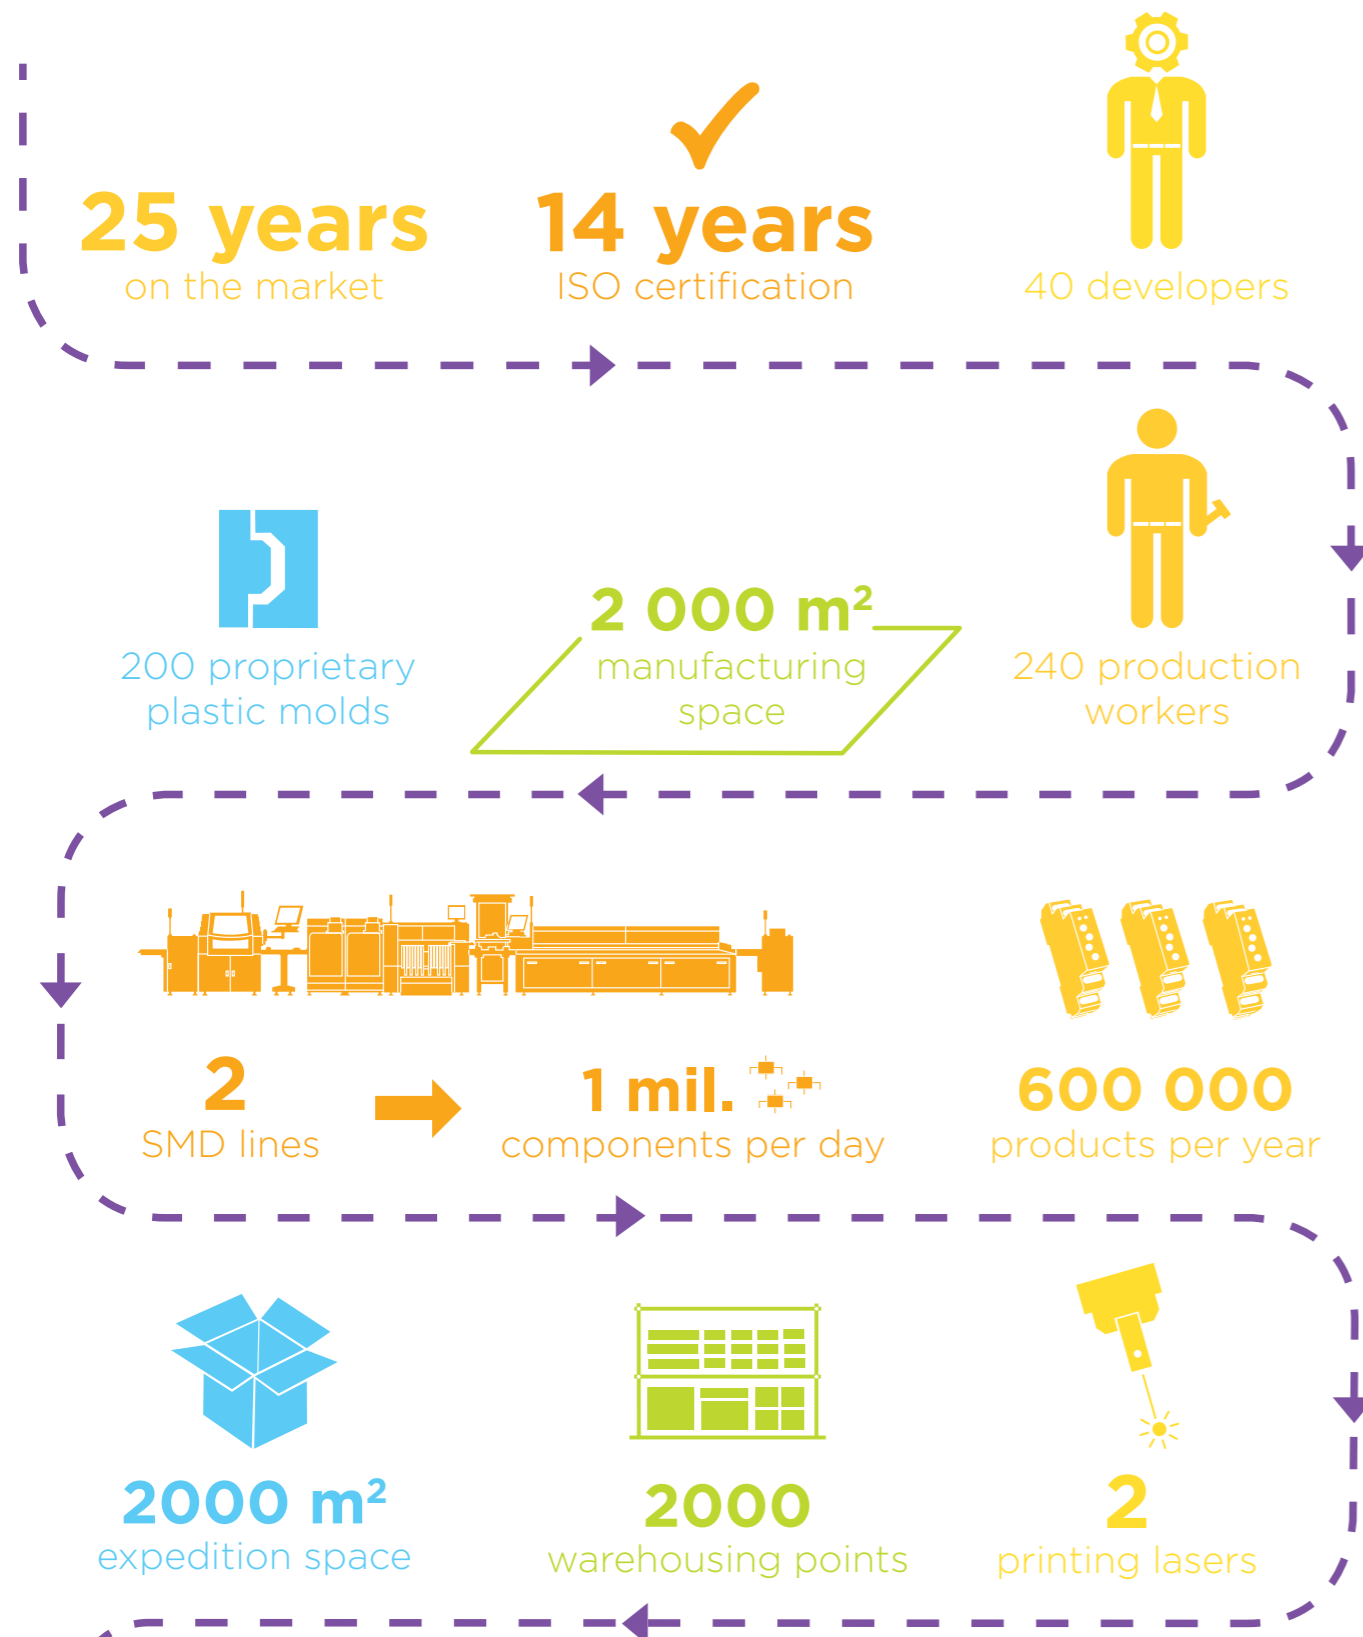 25 years
on the market
14 years
ISO certification
40 developers
200 proprietary
plastic molds
2 000 m²
manufacturing
space
240 production
workers
2
SMD lines
1 mil.
components per day
600 000
products per year
2000 m²
expedition space
2000
warehousing points
2
printing lasers